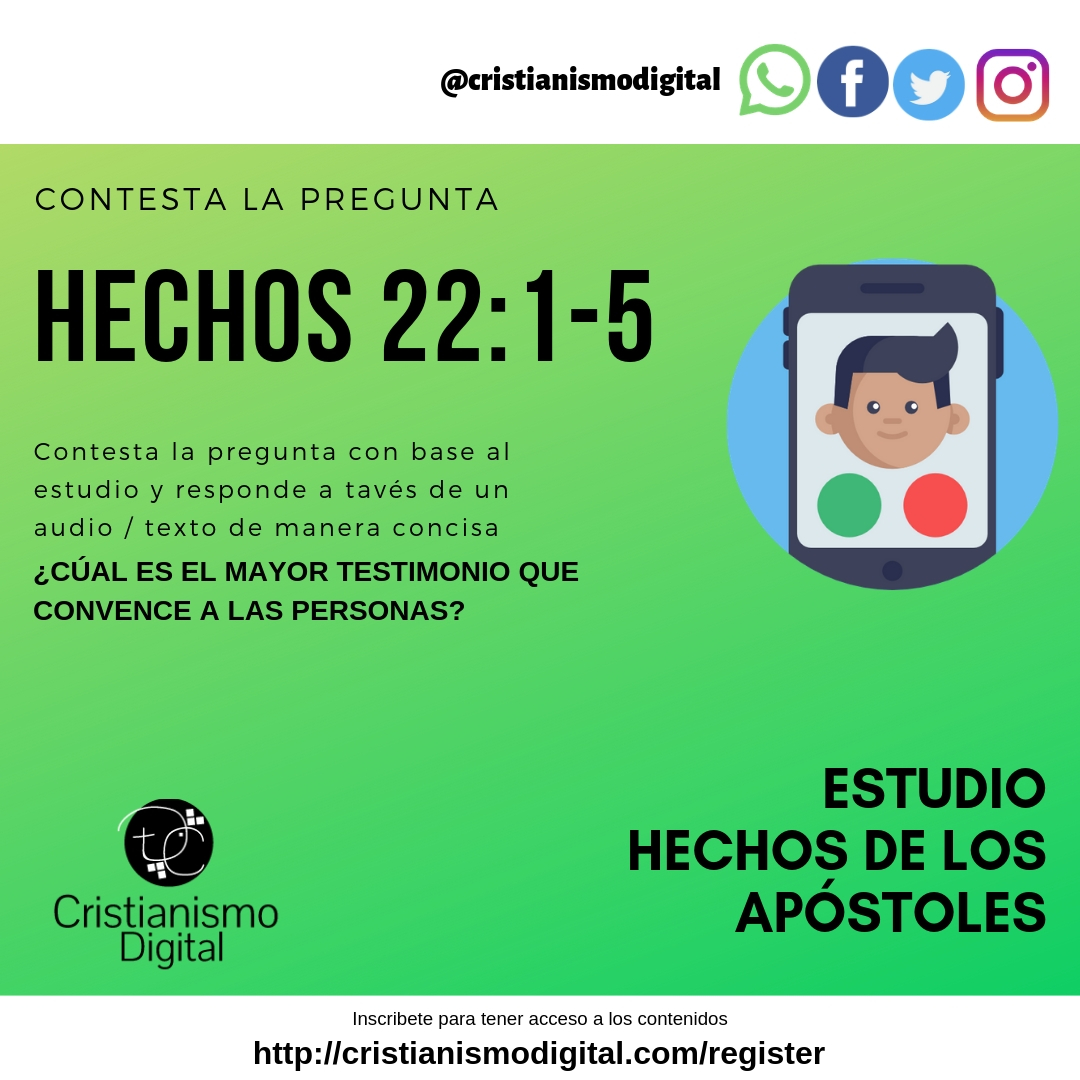 @cristianismodigital
CONTESTA LA PREGUNTA
HECHOS 22:1-5
Contesta la pregunta con base al
estudio y responde a tavés de un
audio / texto de manera concisa
¿CÚAL ES EL MAYOR TESTIMONIO QUE
CONVENCE A LAS PERSONAS?
ESTUDIO
HECHOS DE LOS
APÓSTOLES
Cristianismo
Digital
Inscribete para tener acceso a los contenidos
http://cristianismodigital.com/register